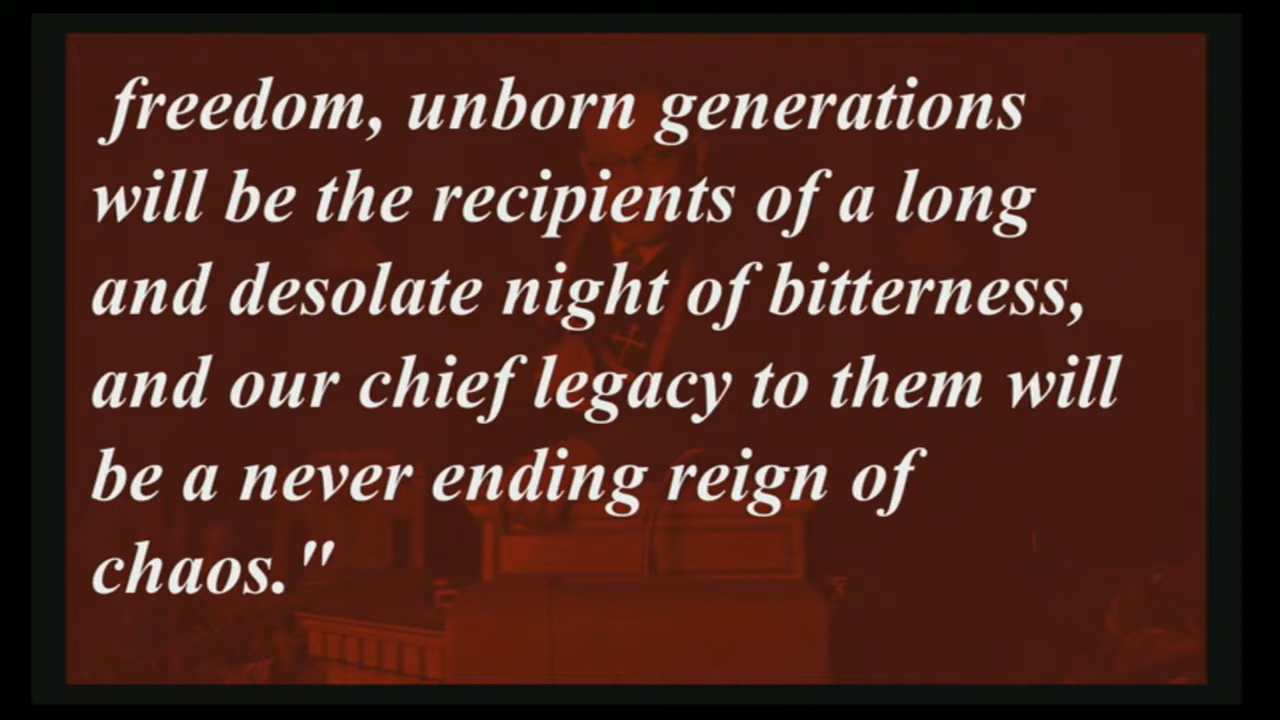 freedom, unborn generations
will be the recipients of a long
and desolate night of bitterness,
and our chief legacy to them will
be a never ending reign of
chaos."